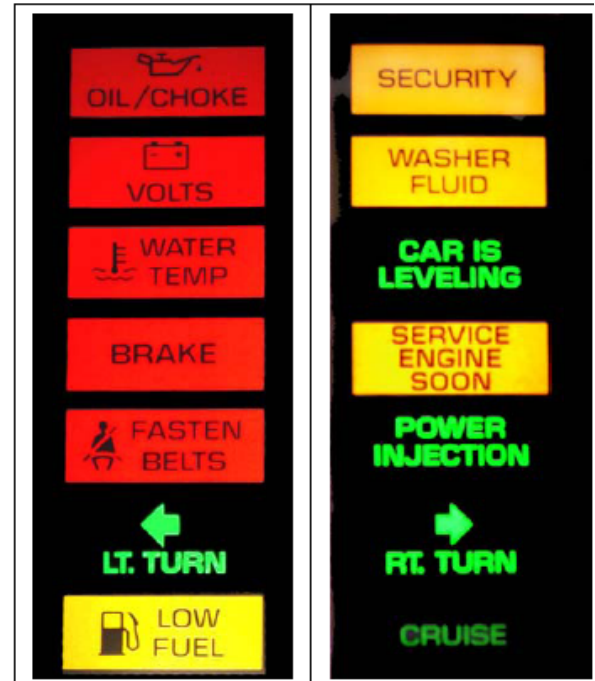 OIL/CHOKE
VOLTS
WATER
TEMP
BRAKE
FASTEN
BELTS
LT. TURN
LOW
FUEL
SECURITY
WASHER
FLUID
CAR IS
LEVELING
SERVICE
ENGINE
SOON
POWER
INJECTION
RT. TURN
CRUISE